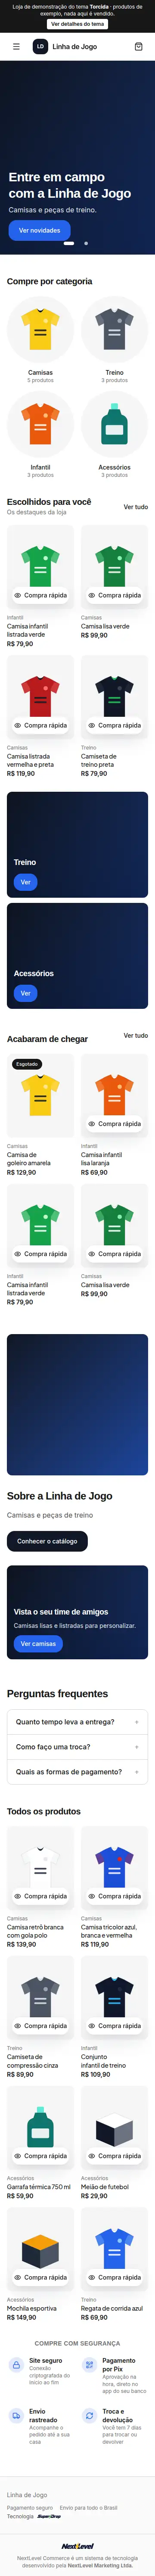 Loja de demonstração do tema Torcida · produtos de
exemplo, nada aqui é vendido.
Ver detalhes do tema
LD
Linha de Jogo
Entre em campo
com a Linha de Jogo
Camisas e peças de treino.
Ver novidades
Compre por categoria
Camisas
5 produtos
Treino
3 produtos
Infantil
3 produtos
Acessórios
3 produtos
Escolhidos para você
Os destaques da loja
Ver tudo
Compra rápida
Infantil
Camisa infantil
listrada verde
R$ 79,90
Compra rápida
Camisas
Camisa lisa verde
R$ 99,90
Compra rápida
Camisas
Camisa listrada
vermelha e preta
R$ 119,90
Compra rápida
Treino
Camiseta de
treino preta
R$ 79,90
Treino
Ver
Acessórios
Ver
Acabaram de chegar
Ver tudo
Esgotado
Camisas
Camisa de
goleiro amarela
R$ 129,90
Compra rápida
Infantil
Camisa infantil
lisa laranja
R$ 69,90
Compra rápida
Infantil
Camisa infantil
listrada verde
R$ 79,90
Compra rápida
Camisas
Camisa lisa verde
R$ 99,90
Sobre a Linha de Jogo
Camisas e peças de treino
Conhecer o catálogo
Vista o seu time de amigos
Camisas lisas e listradas para personalizar.
Ver camisas
Perguntas frequentes
Quanto tempo leva a entrega? +
Como faço uma troca? +
Quais as formas de pagamento? +
Todos os produtos
Compra rápida
Camisas
Camisa retrô branca
com gola polo
R$ 139,90
Compra rápida
Camisas
Camisa tricolor azul,
branca e vermelha
R$ 119,90
Compra rápida
Treino
Camiseta de
compressão cinza
R$ 89,90
Compra rápida
Infantil
Conjunto
infantil de treino
R$ 109,90
Compra rápida
Acessórios
Garrafa térmica 750 ml
R$ 59,90
Compra rápida
Acessórios
Meião de futebol
R$ 29,90
Compra rápida
Acessórios
Mochila esportiva
R$ 149,90
Compra rápida
Treino
Regata de corrida azul
R$ 69,90
COMPRE COM SEGURANÇA
Site seguro
Conexão
criptografada do
início ao fim
Pagamento
por Pix
Aprovação na
hora, direto no
app do seu banco
Envio
rastreado
Acompanhe o
pedido até a sua
casa
Troca e
devolução
Você tem 7 dias
para trocar ou
devolver
Linha de Jogo
Pagamento seguro Envio para todo o Brasil
Tecnologia SuperDrop
NextLevel
NextLevel Commerce é um sistema de tecnologia
desenvolvido pela NextLevel Marketing Ltda.